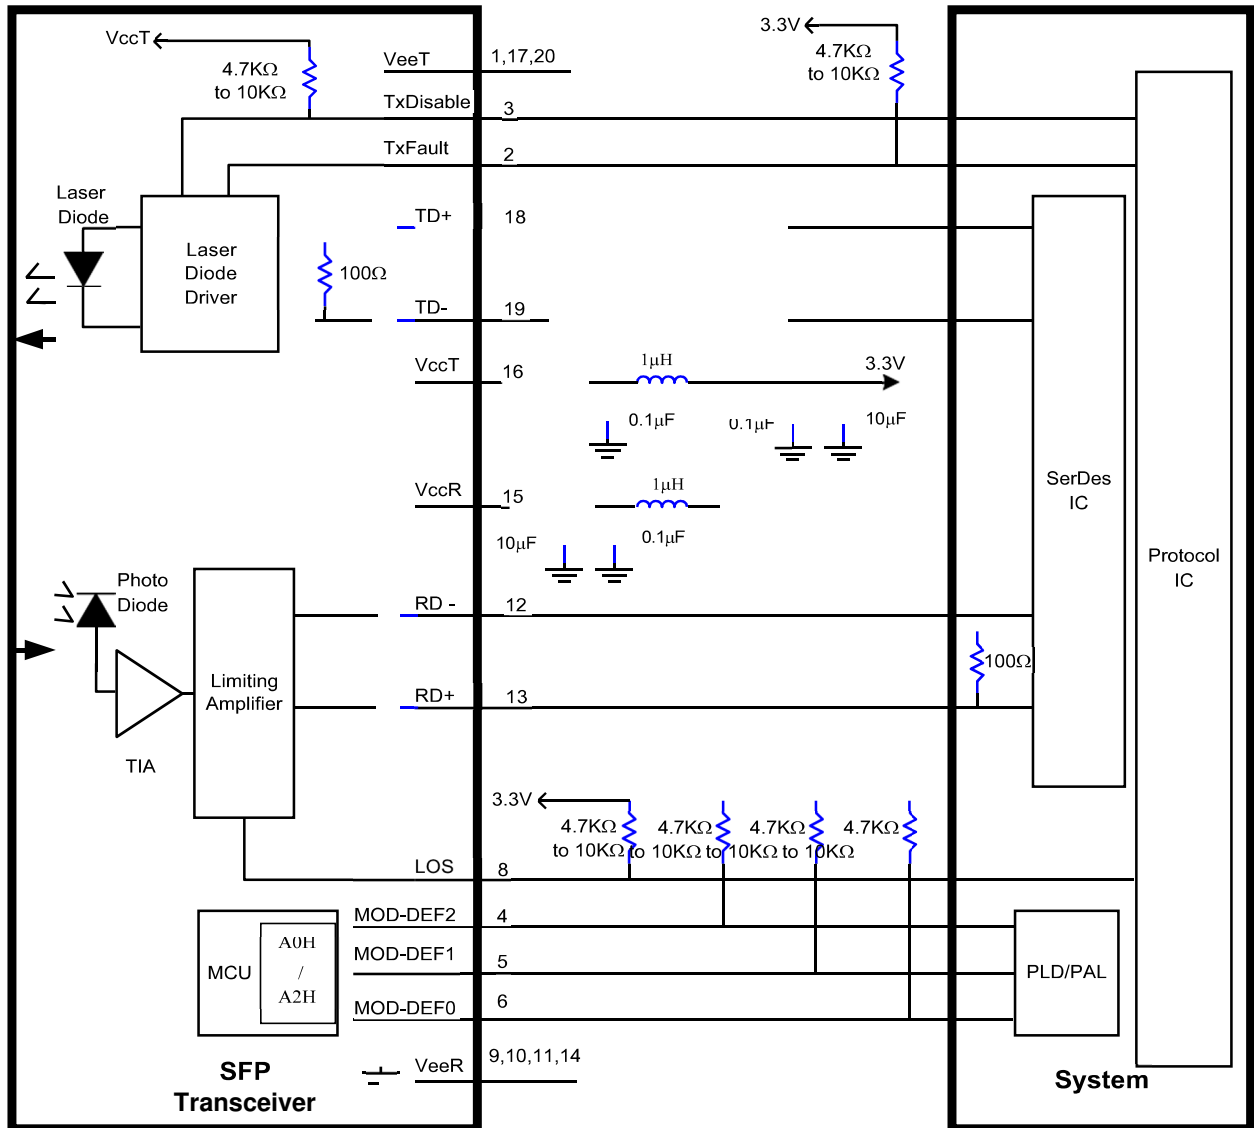 VccT
4.7KΩ
to 10KΩ
VeeT
1,17,20
3.3V
4.7KΩ
to 10KΩ
TxDisable
3
TxFault
2
Laser
Diode
Laser
Diode
Driver
100Ω
TD+
18
TD-
19
VccT
16
1μH
3.3V
0.1μF
0.1μF
10μF
VccR
15
1μH
10μF
0.1μF
SerDes
IC
Protocol
IC
Photo
Diode
RD -
12
100Ω
Limiting
Amplifier
RD+
13
TIA
3.3V
4.7KΩ
to 10KΩ
4.7KΩ
to 10KΩ
4.7KΩ
to 10KΩ
4.7KΩ
to 10KΩ
LOS
8
MOD-DEF2
4
MCU
A0H
/
A2H
MOD-DEF1
5
PLD/PAL
MOD-DEF0
6
VeeR
9,10,11,14
SFP
Transceiver
System